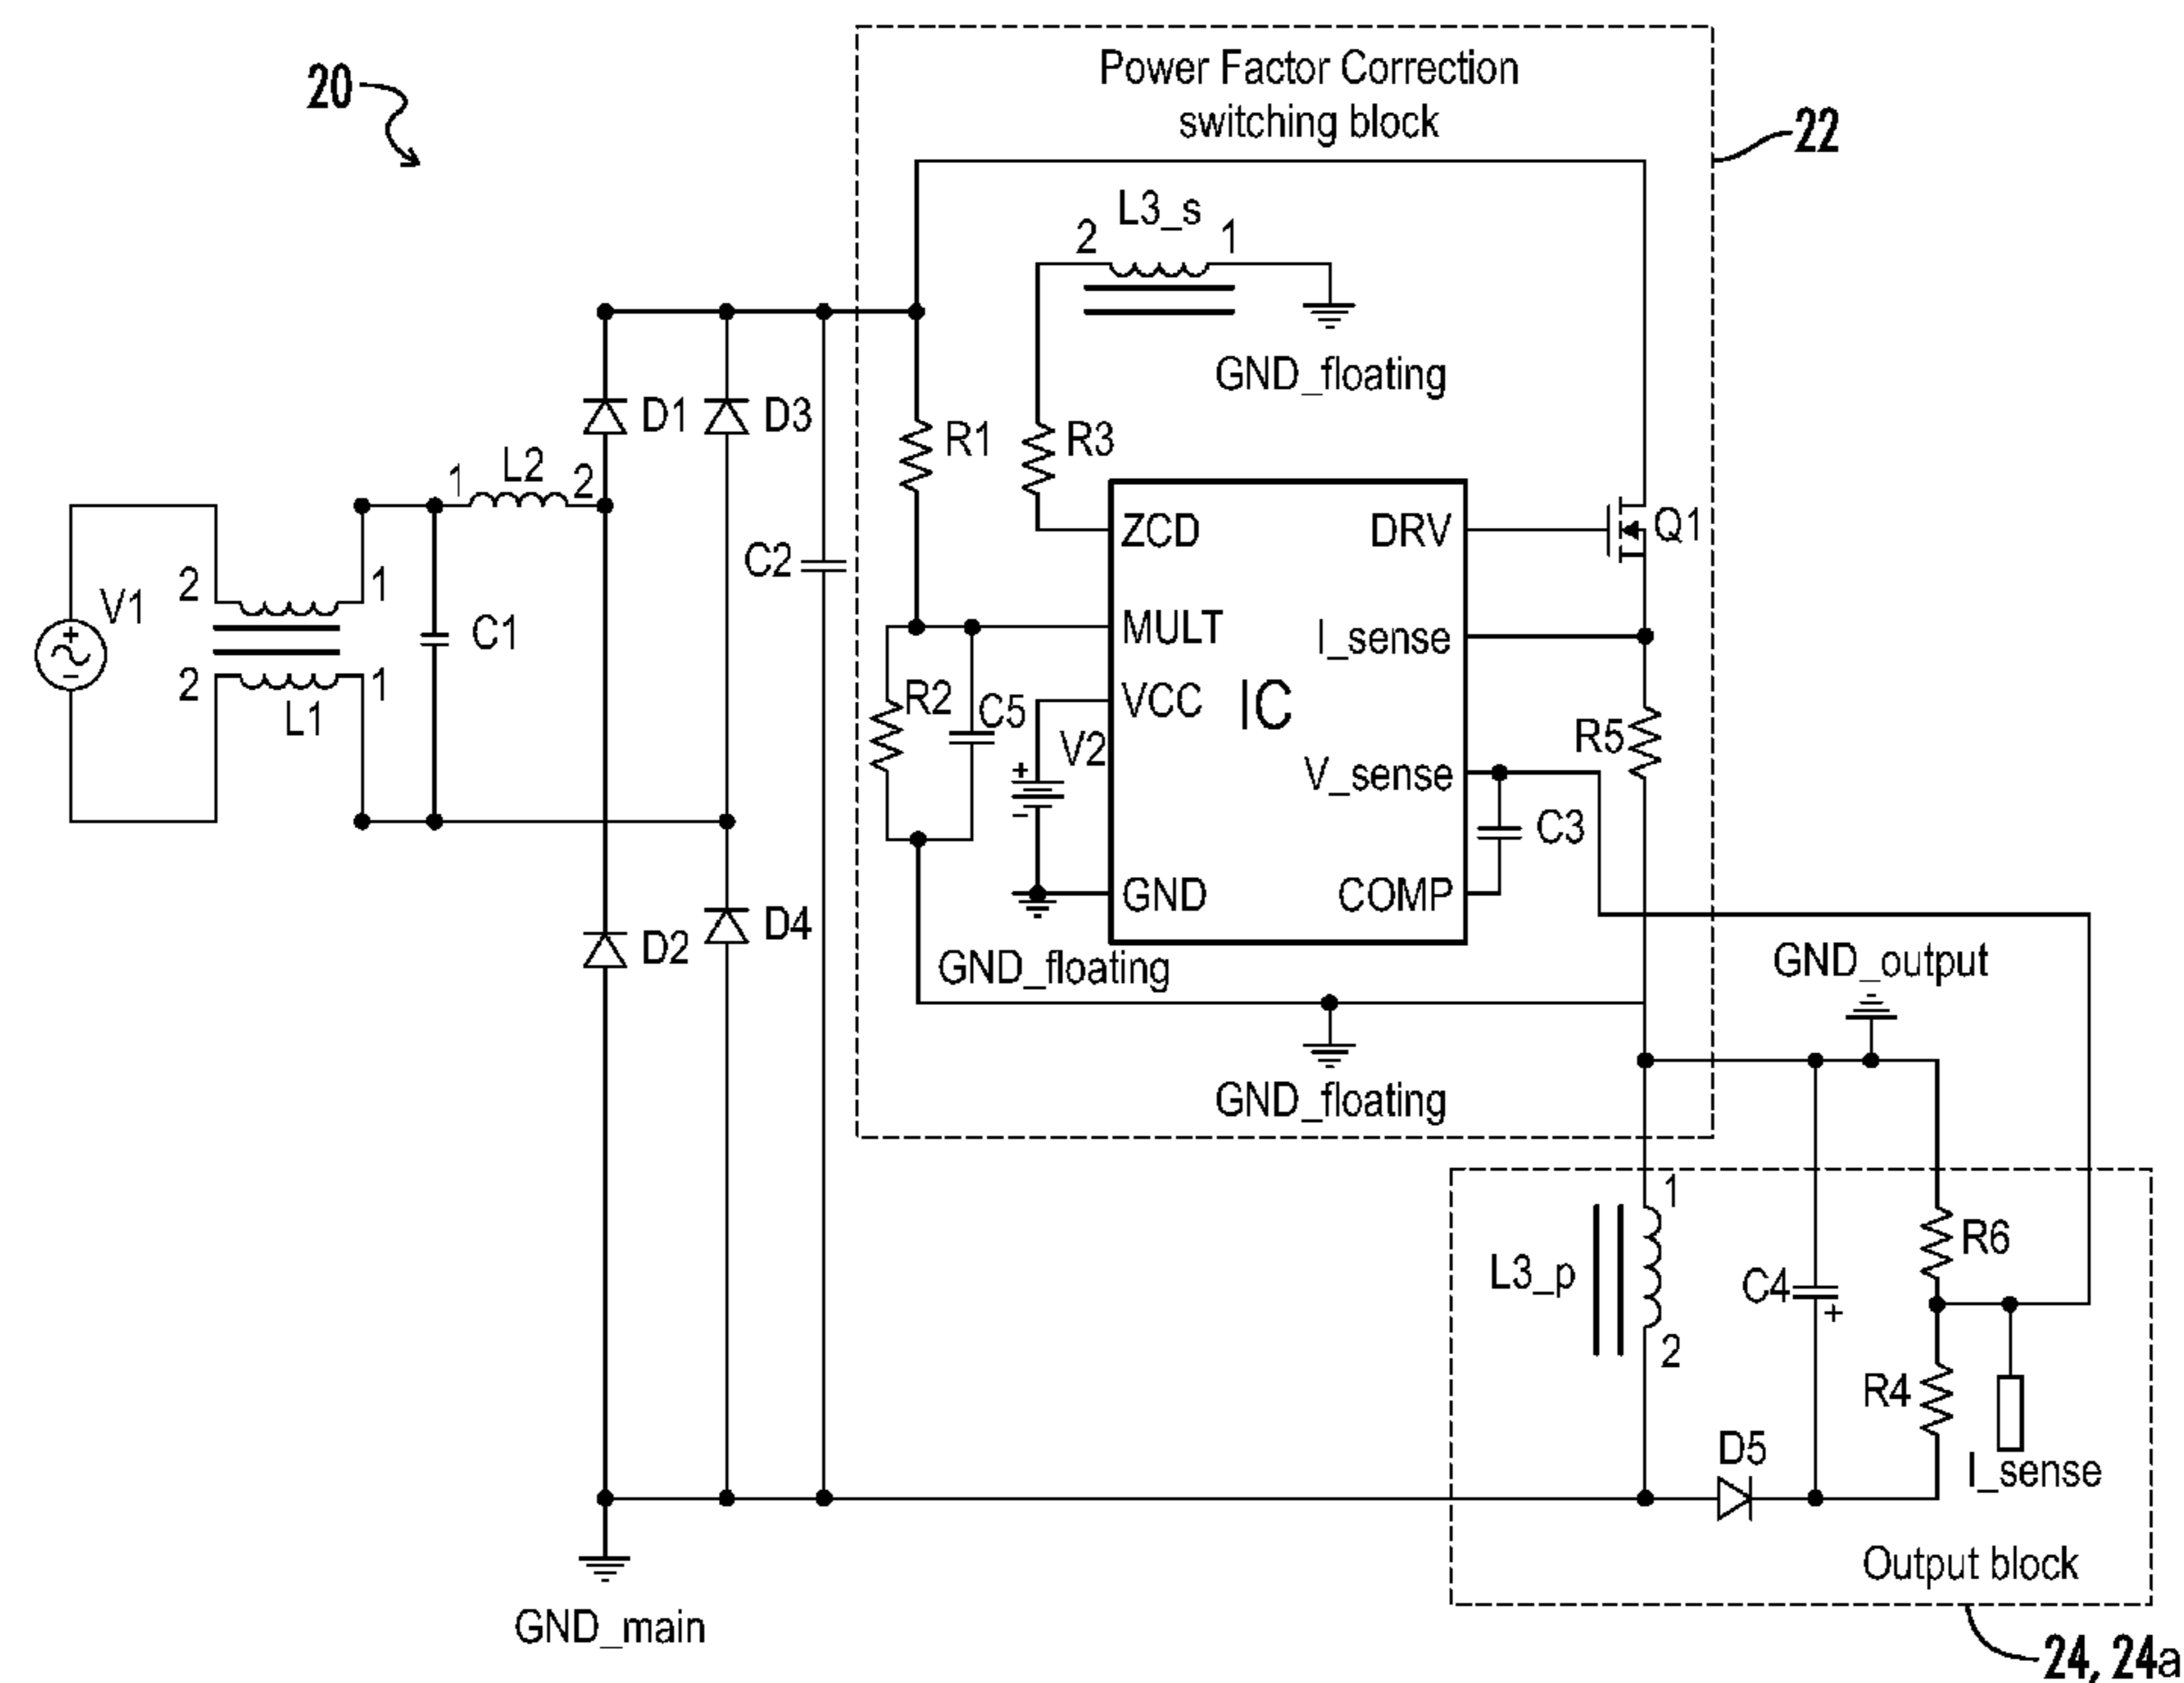 Power Factor Correction
switching block
20
22
L3_s
2
1
GND_floating
D1
D3
R1
R3
1
L2
2
ZCD
DRV
Q1
C2
2
1
V1
+
-
C1
MULT
I_sense
2
1
L1
R2
C5
VCC
IC
V2
+
-
R5
V_sense
C3
GND
COMP
D2
D4
GND_floating
GND_output
GND_floating
1
L3_p
2
C4
+
R6
R4
D5
I_sense
Output block
GND_main
24, 24a